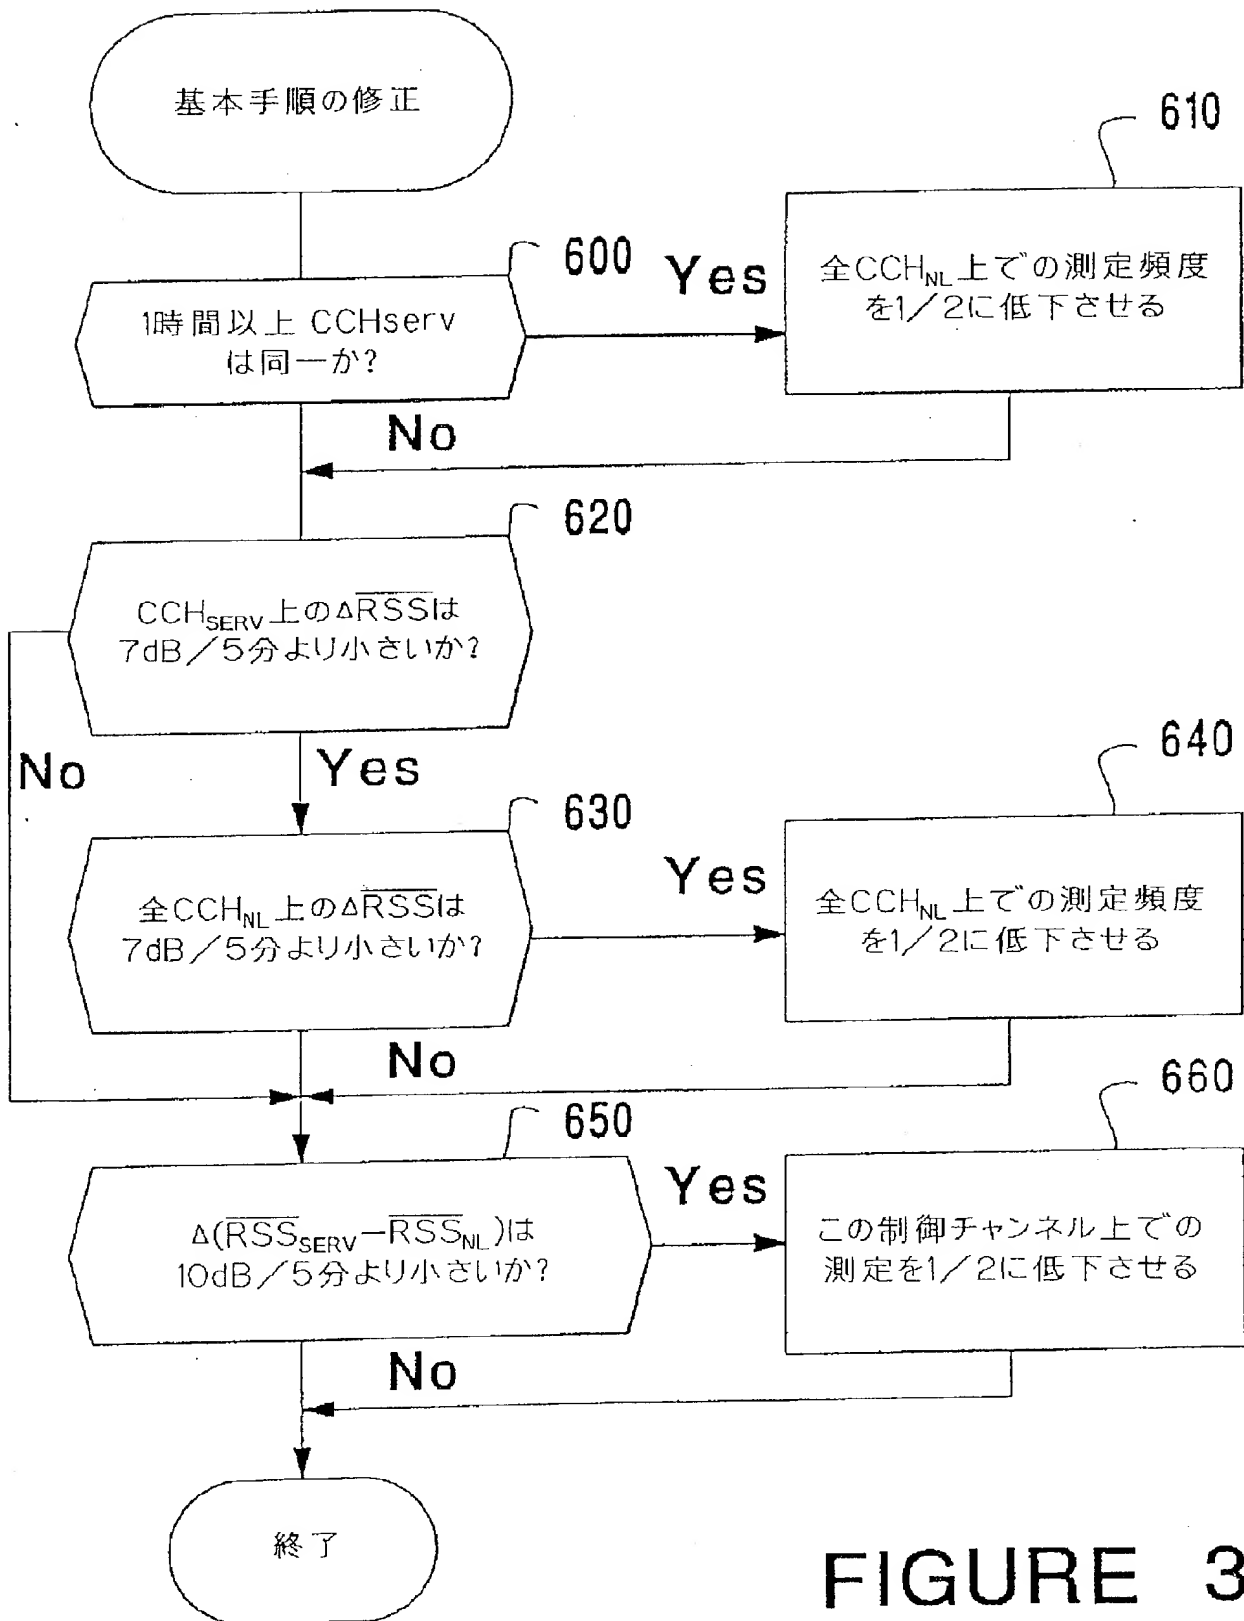 基本手順の修正
610
600
Yes
全CCH_NL上での測定頻度
を1/2に低下させる
1時間以上 CCHserv
は同一か?
No
620
CCH_SERV上のΔR̅S̅S̅は
7dB/5分より小さいか?
No
Yes
640
630
Yes
全CCH_NL上での測定頻度
を1/2に低下させる
全CCH_NL上のΔR̅S̅S̅は
7dB/5分より小さいか?
No
660
650
Yes
この制御チャンネル上での
測定を1/2に低下させる
Δ(R̅S̅S̅_SERV−R̅S̅S̅_NL)は
10dB/5分より小さいか?
No
終了
FIGURE 3